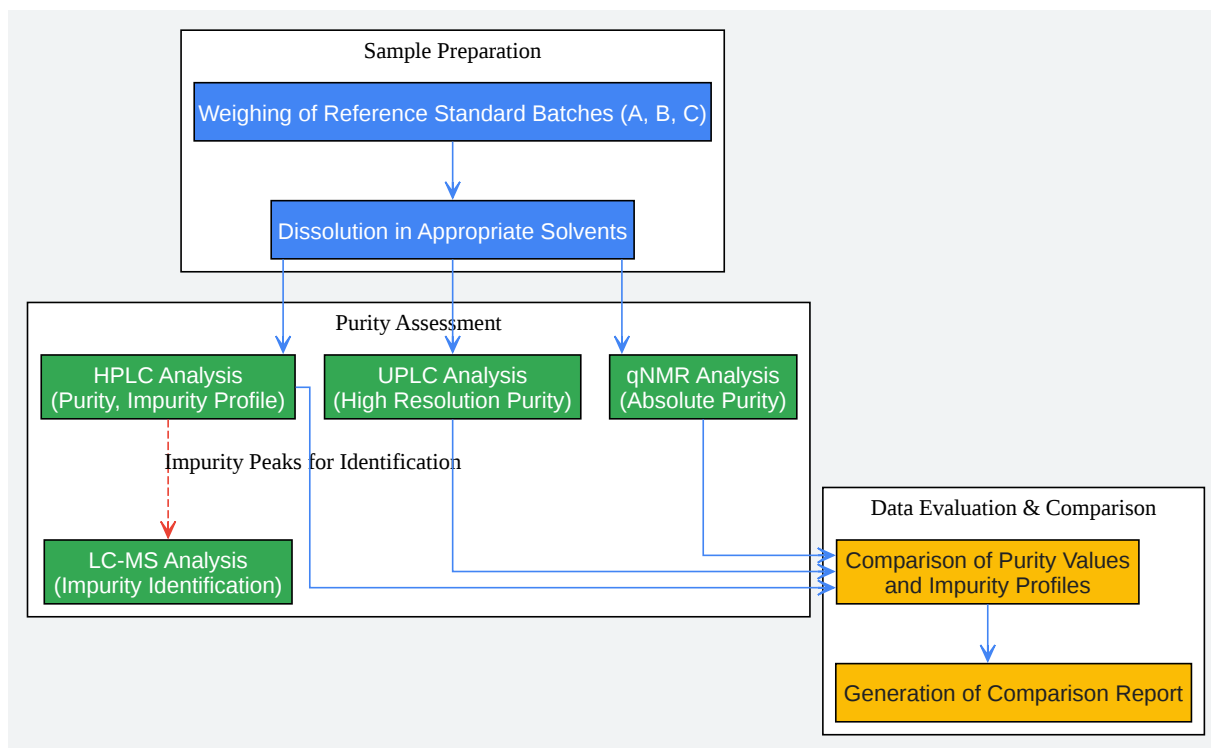 Sample Preparation
Weighing of Reference Standard Batches (A, B, C)
Dissolution in Appropriate Solvents
Purity Assessment
HPLC Analysis
(Purity, Impurity Profile)
UPLC Analysis
(High Resolution Purity)
qNMR Analysis
(Absolute Purity)
Impurity Peaks for Identification
LC-MS Analysis
(Impurity Identification)
Data Evaluation & Comparison
Comparison of Purity Values
and Impurity Profiles
Generation of Comparison Report